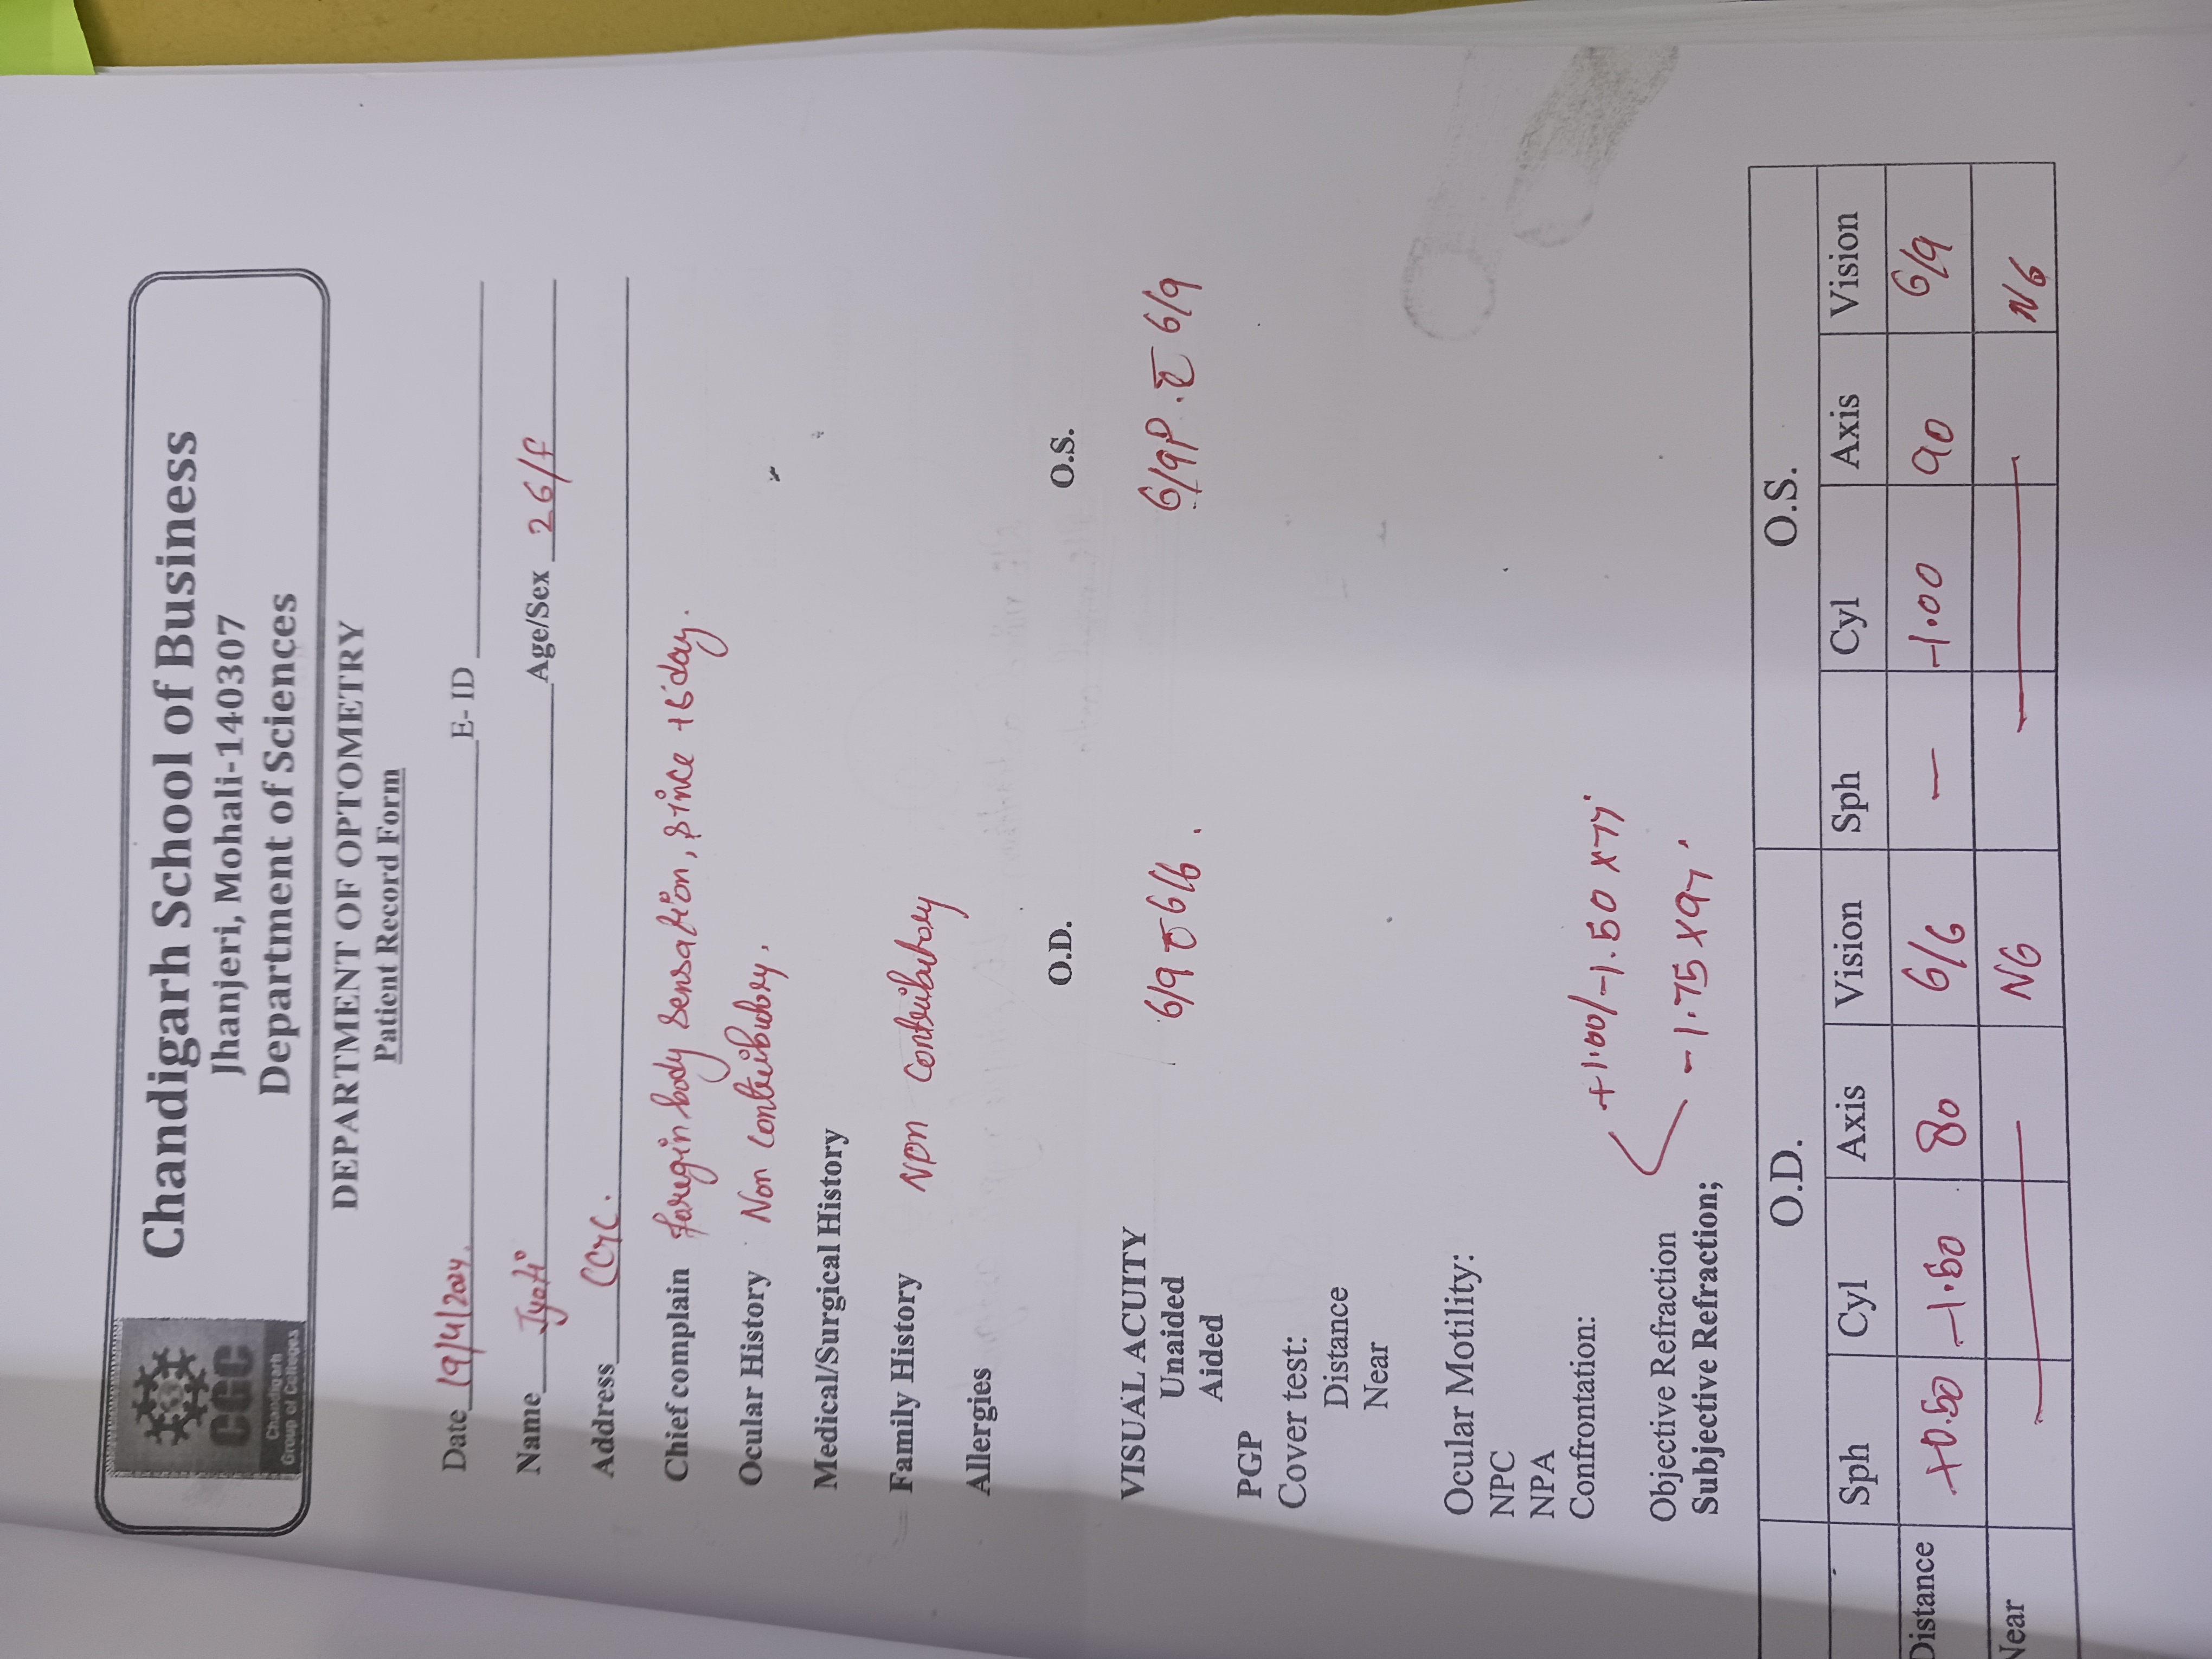 CGC
Chandigarh
Group of Colleges
Chandigarh School of Business
Jhanjeri, Mohali-140307
Department of Sciences
DEPARTMENT OF OPTOMETRY
Patient Record Form
Date 19/4/2024. E- ID
Name Jyoti Age/Sex 26/F
Address CGC.
Chief complain foregin body sensation, since day.
Ocular History Non contributory.
Medical/Surgical History
Family History Non contributory
Allergies
O.D. O.S.
VISUAL ACUITY
Unaided 6/9 c̄ 6/6. 6/9P. c̄ 6/9
Aided
PGP
Cover test:
Distance
Near
Ocular Motility:
NPC
NPA
Confrontation:
+1.00/-1.50 x77°
Objective Refraction
-1.75 x97°
Subjective Refraction;
O.D. O.S.
Sph Cyl Axis Vision Sph Cyl Axis Vision
Distance +0.50 -1.50 80 6/6 — -1.00 90 6/9
Near — N6 — N6